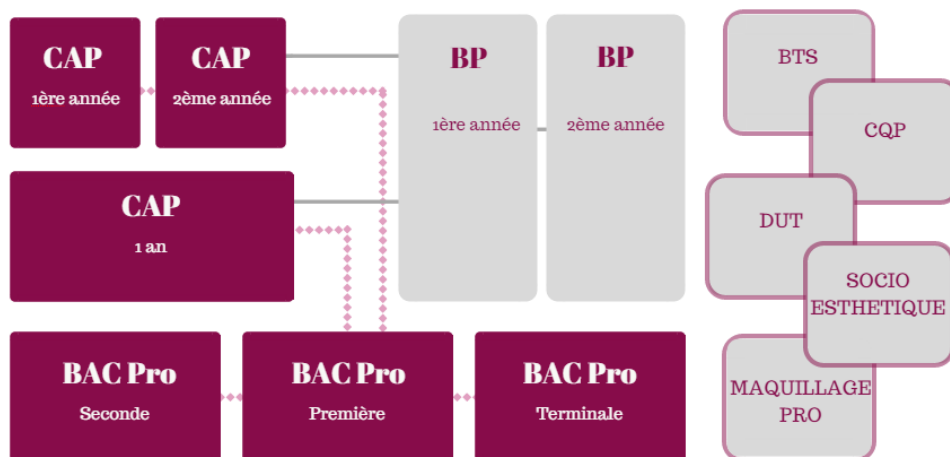 CAP
1ère année
CAP
2ème année
BP
1ère année
BP
2ème année
CAP
1 an
BAC Pro
Seconde
BAC Pro
Première
BAC Pro
Terminale
BTS
CQP
DUT
SOCIO
ESTHETIQUE
MAQUILLAGE
PRO